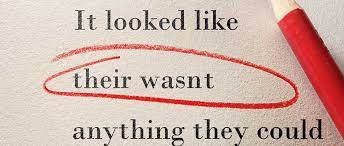 It looked like
their wasnt
anything they could